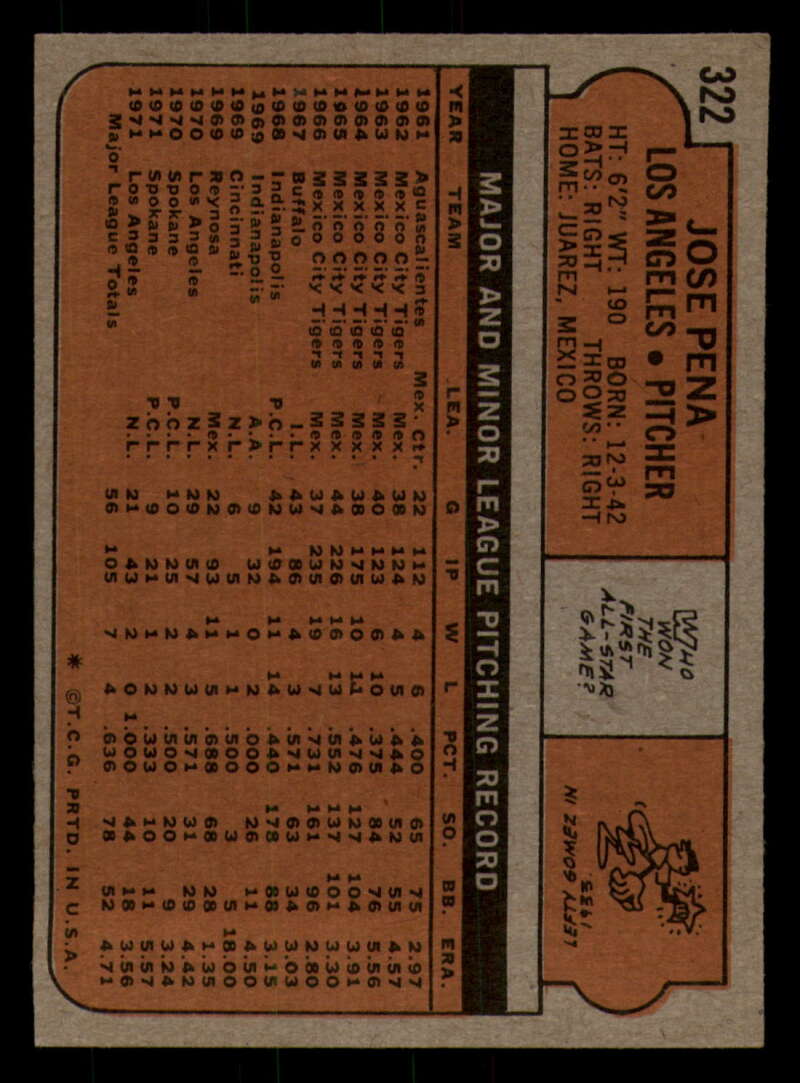 322
JOSE PENA
LOS ANGELES • PITCHER
HT: 6'2" WT: 190 BORN: 12-3-42
BATS: RIGHT THROWS: RIGHT
HOME: JUAREZ, MEXICO
WHO
WON
THE
FIRST
ALL-STAR
GAME?
LEFTY GOMEZ IN
1933
MAJOR AND MINOR LEAGUE PITCHING RECORD
YEAR TEAM LEA. G IP W L PCT. SO. BB. ERA.
1961 Aguascalientes Mex. Ctr. 22 112 4 6 .400 65 75 2.97
1962 Mexico City Tigers Mex. 38 124 4 5 .444 52 55 4.57
1963 Mexico City Tigers Mex. 40 123 6 10 .375 84 76 5.56
1964 Mexico City Tigers Mex. 38 175 10 11 .476 127 104 3.91
1965 Mexico City Tigers Mex. 44 226 16 13 .552 137 101 3.30
1966 Mexico City Tigers Mex. 37 235 19 7 .731 161 96 2.80
1967 Buffalo I.L. 43 86 4 3 .571 63 34 3.03
1968 Indianapolis P.C.L. 42 194 11 14 .440 178 88 3.15
1969 Indianapolis A.A. 9 32 0 2 .000 26 11 4.50
1969 Cincinnati N.L. 6 5 1 1 .500 3 5 18.00
1969 Reynosa Mex. 22 93 11 5 .688 68 28 1.35
1970 Los Angeles N.L. 29 57 4 3 .571 31 29 4.42
1970 Spokane P.C.L. 10 25 2 2 .500 20 9 3.24
1971 Spokane P.C.L. 9 21 1 2 .333 10 11 5.57
1971 Los Angeles N.L. 21 43 2 0 1.000 44 18 3.56
Major League Totals 56 105 7 4 .636 78 52 4.71
* ©T.C.G. PRTD. IN U.S.A.